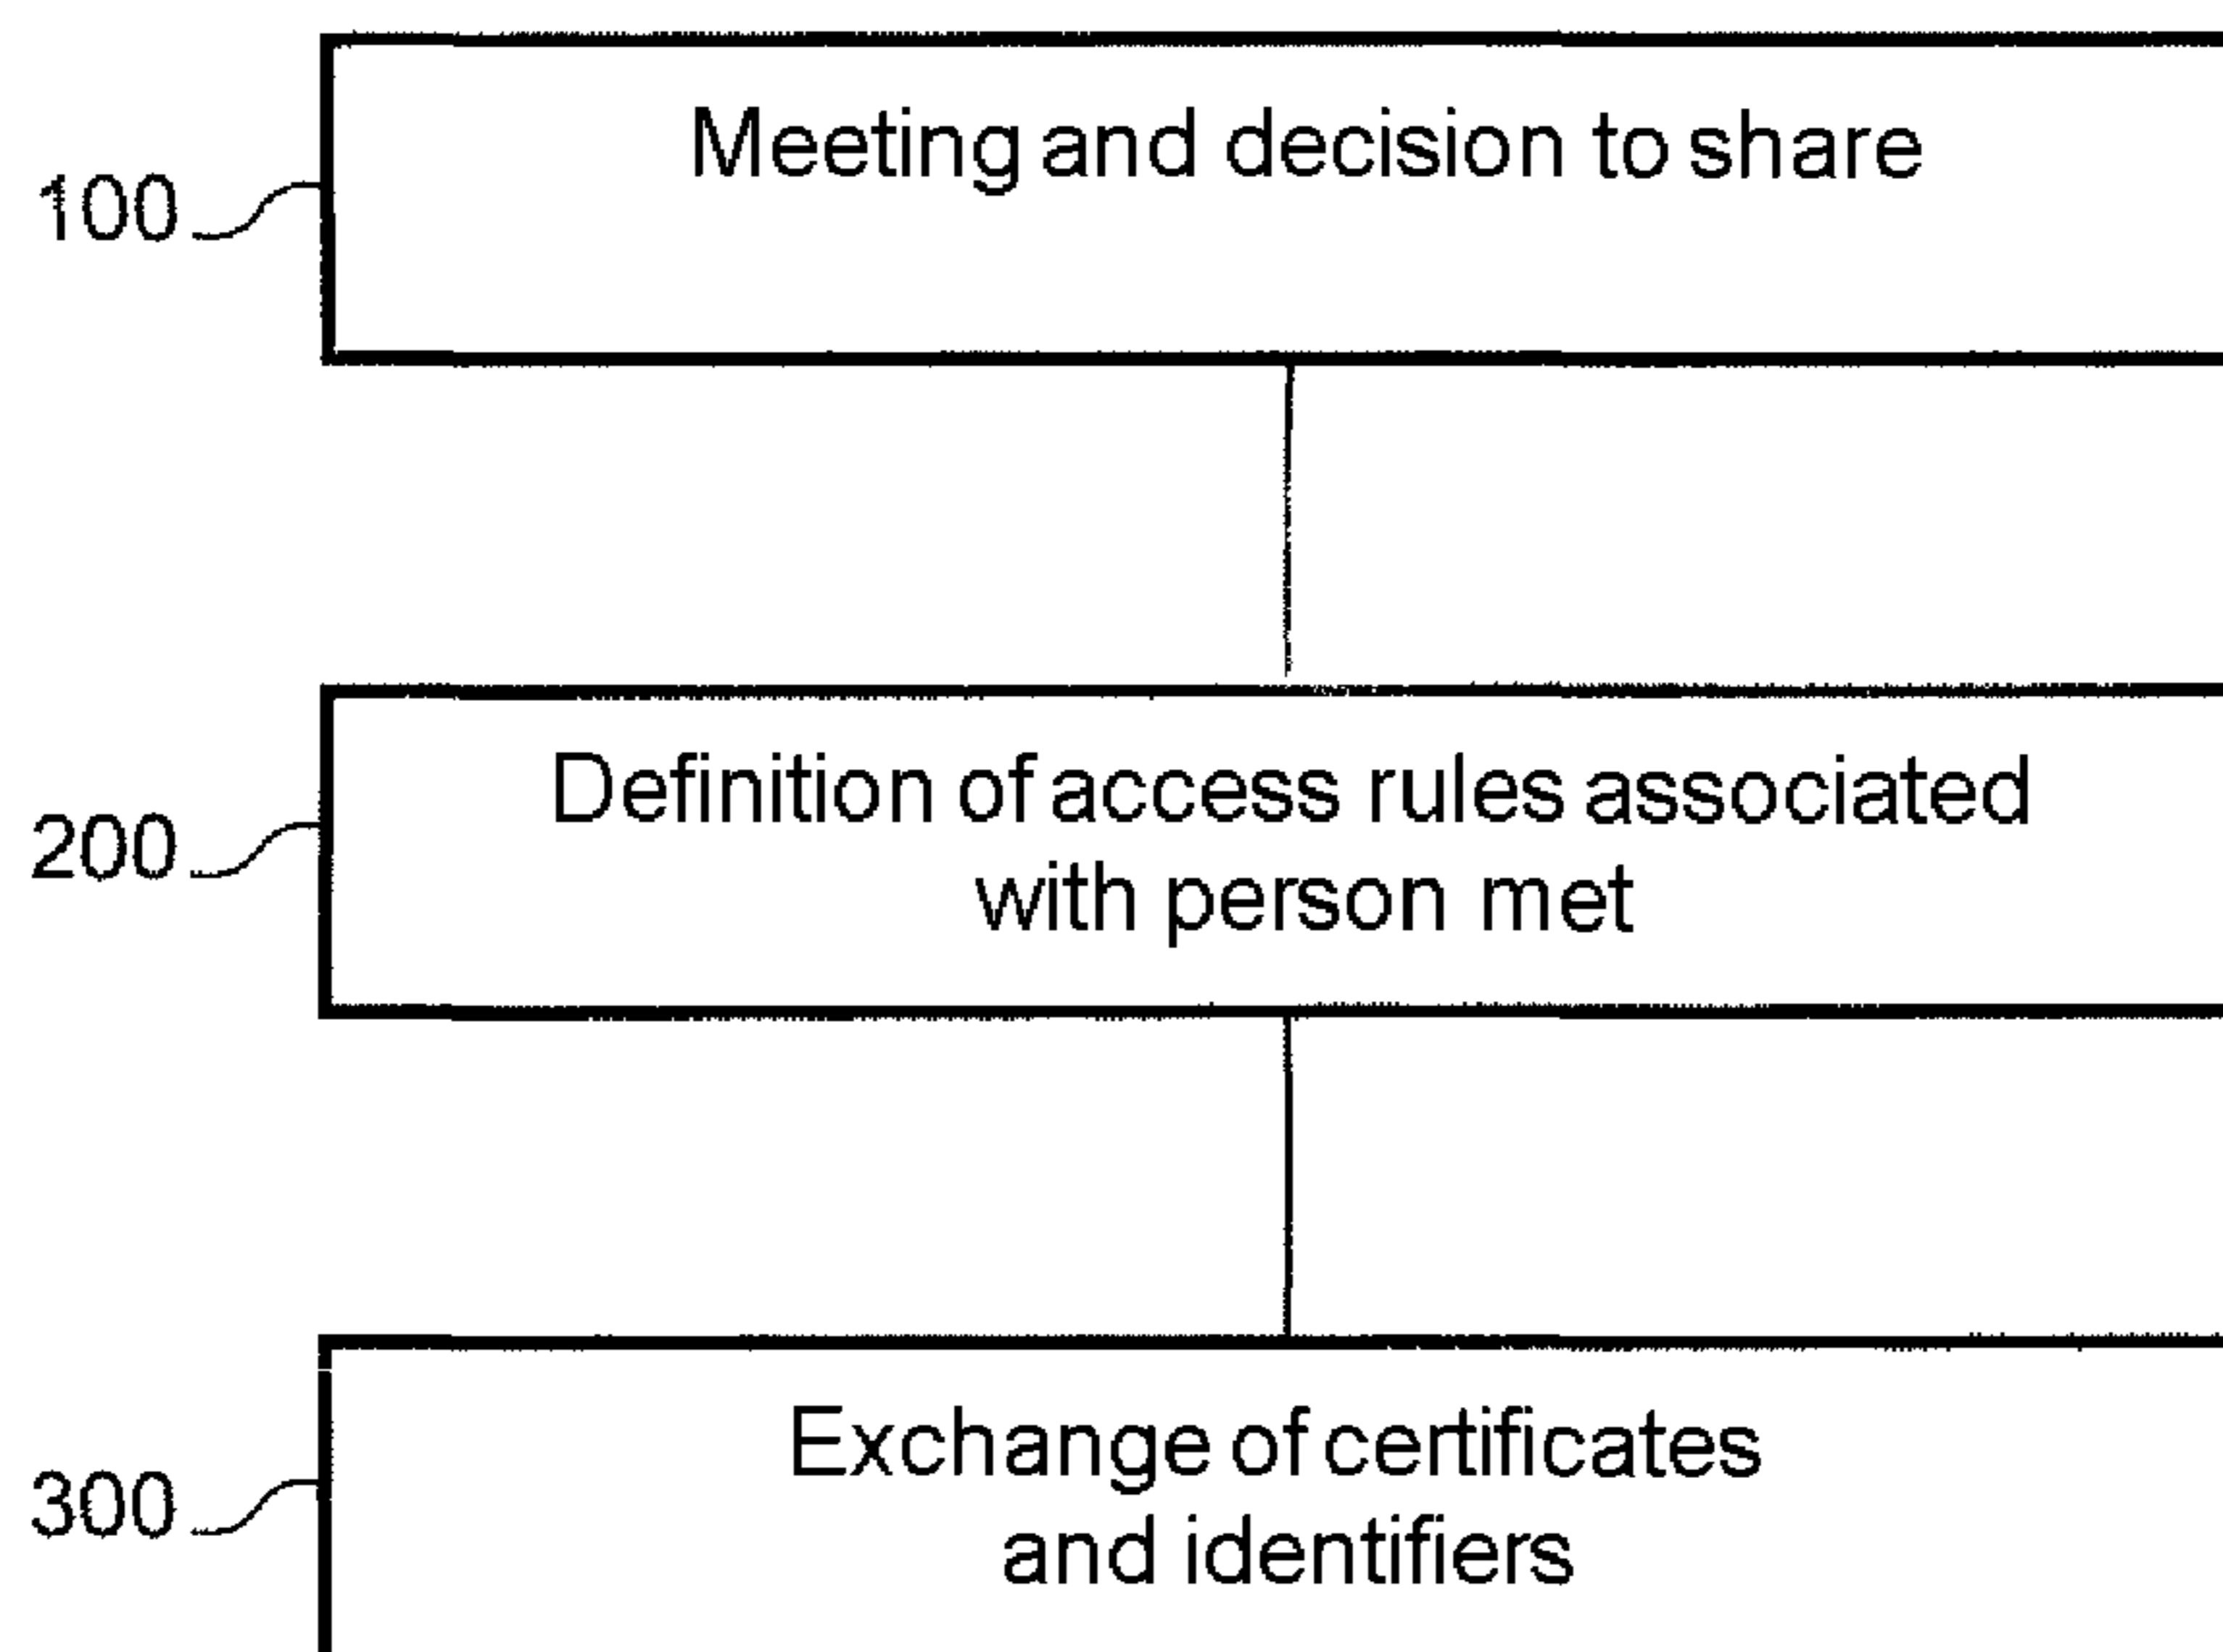 Meeting and decision to share
100
Definition of access rules associated
200
with person met
Exchange of certificates
300
and identifiers